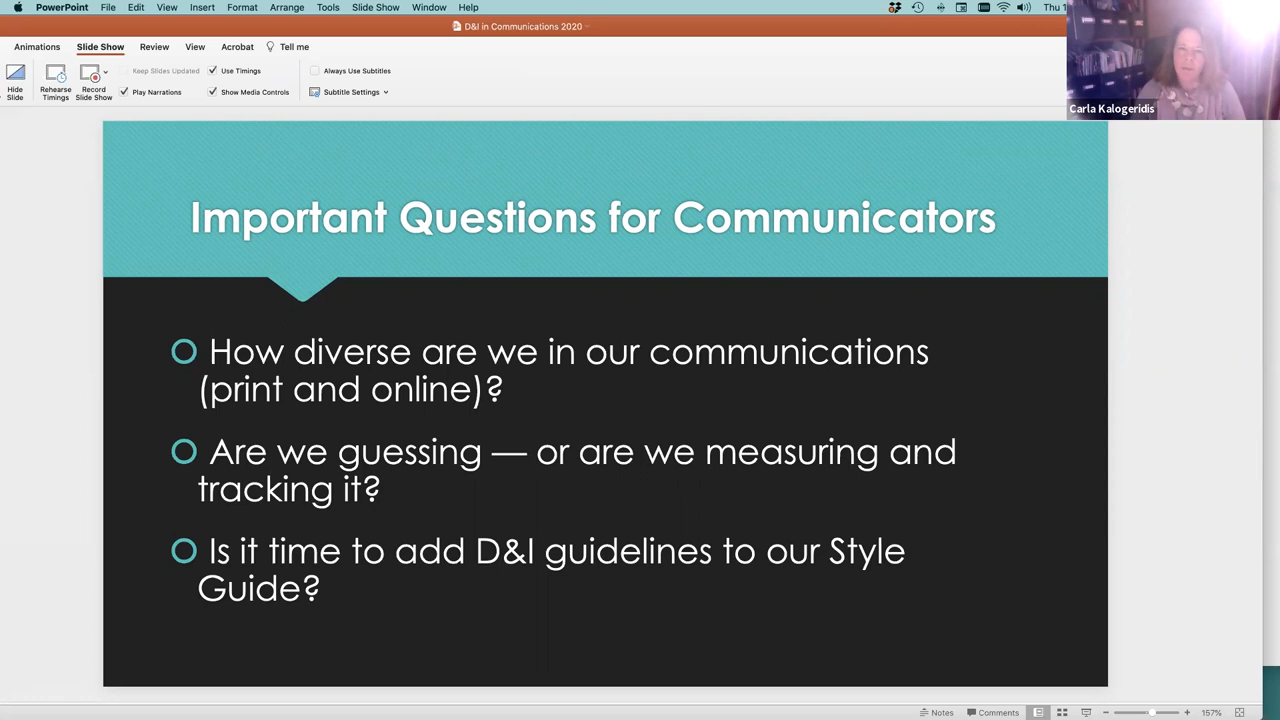 PowerPoint File Edit View Insert Format Arrange Tools Slide Show Window Help Thu 1
D&I in Communications 2020
Animations Slide Show Review View Acrobat Tell me
Keep Slides Updated Use Timings Always Use Subtitles
Hide Slide Rehearse Timings Record Slide Show Play Narrations Show Media Controls Subtitle Settings
Carla Kalogeridis
Important Questions for Communicators
How diverse are we in our communications
(print and online)?
Are we guessing — or are we measuring and
tracking it?
Is it time to add D&I guidelines to our Style
Guide?
Notes Comments 157%